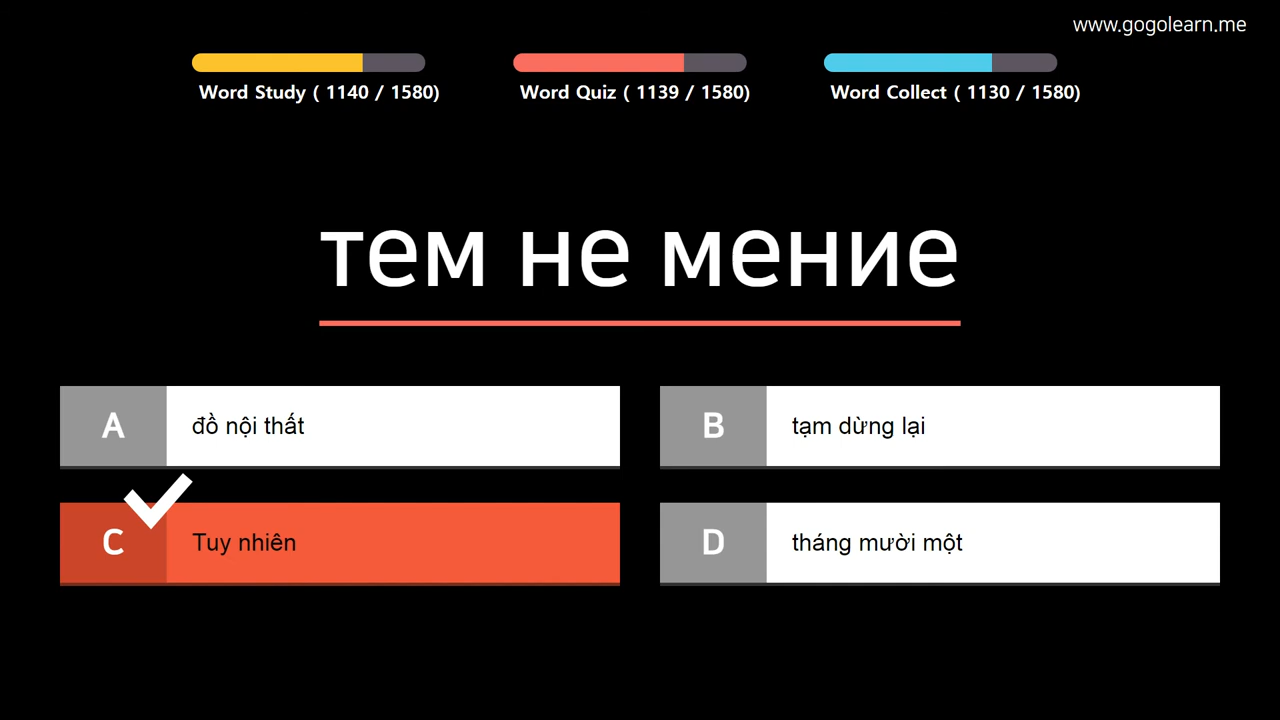 www.gogolearn.me
Word Study ( 1140 / 1580)
Word Quiz ( 1139 / 1580)
Word Collect ( 1130 / 1580)
тем не мение
A
đồ nội thất
B
tạm dừng lại
C
Tuy nhiên
D
tháng mười một